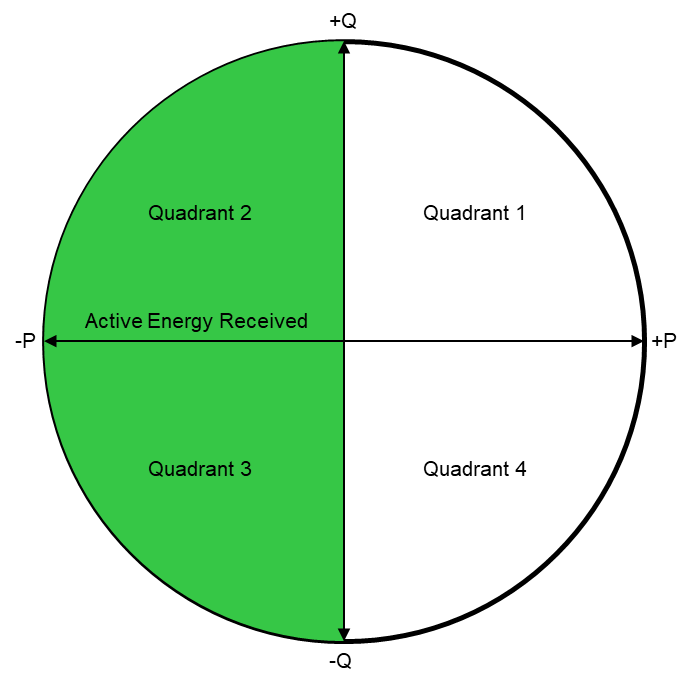 +Q
Quadrant 2
Quadrant 1
Active Energy Received
-P
+P
Quadrant 3
Quadrant 4
-Q